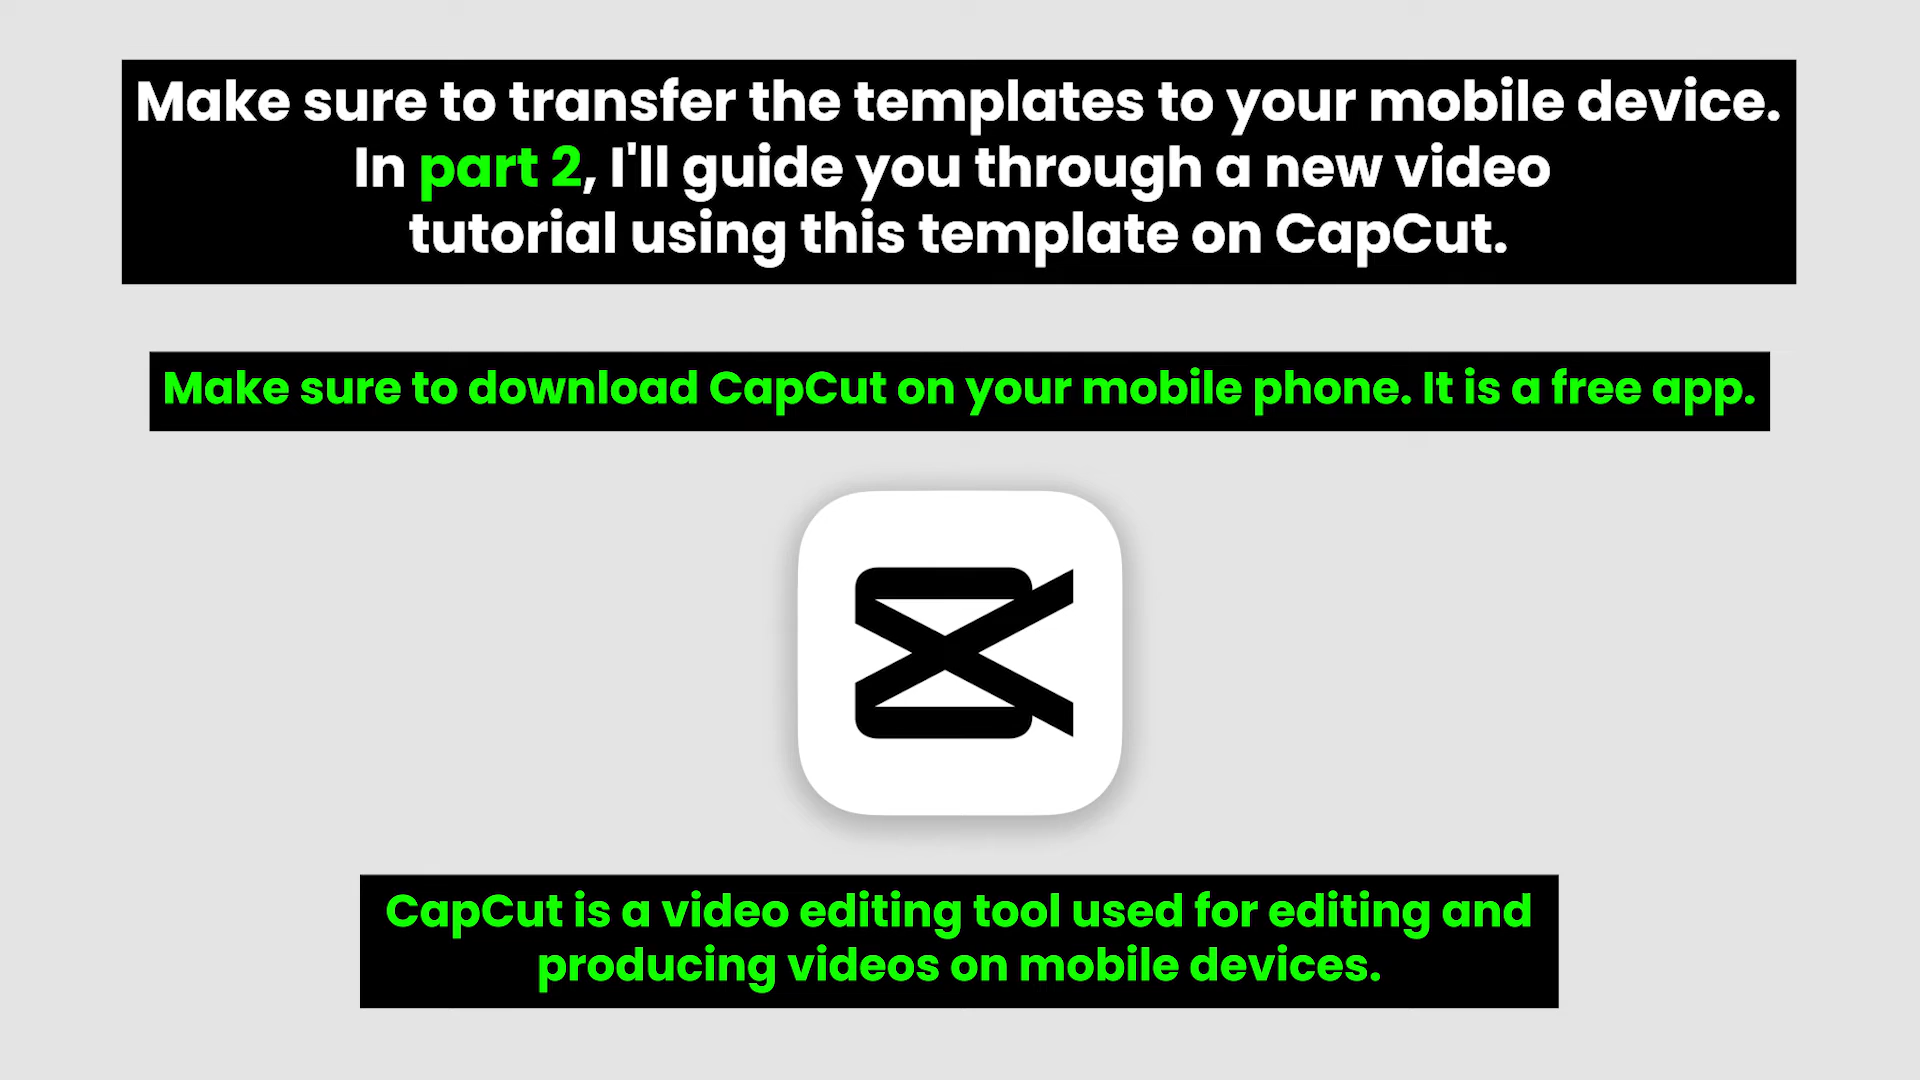 Make sure to transfer the templates to your mobile device.
In part 2, I'll guide you through a new video
tutorial using this template on CapCut.
Make sure to download CapCut on your mobile phone. It is a free app.
CapCut is a video editing tool used for editing and
producing videos on mobile devices.